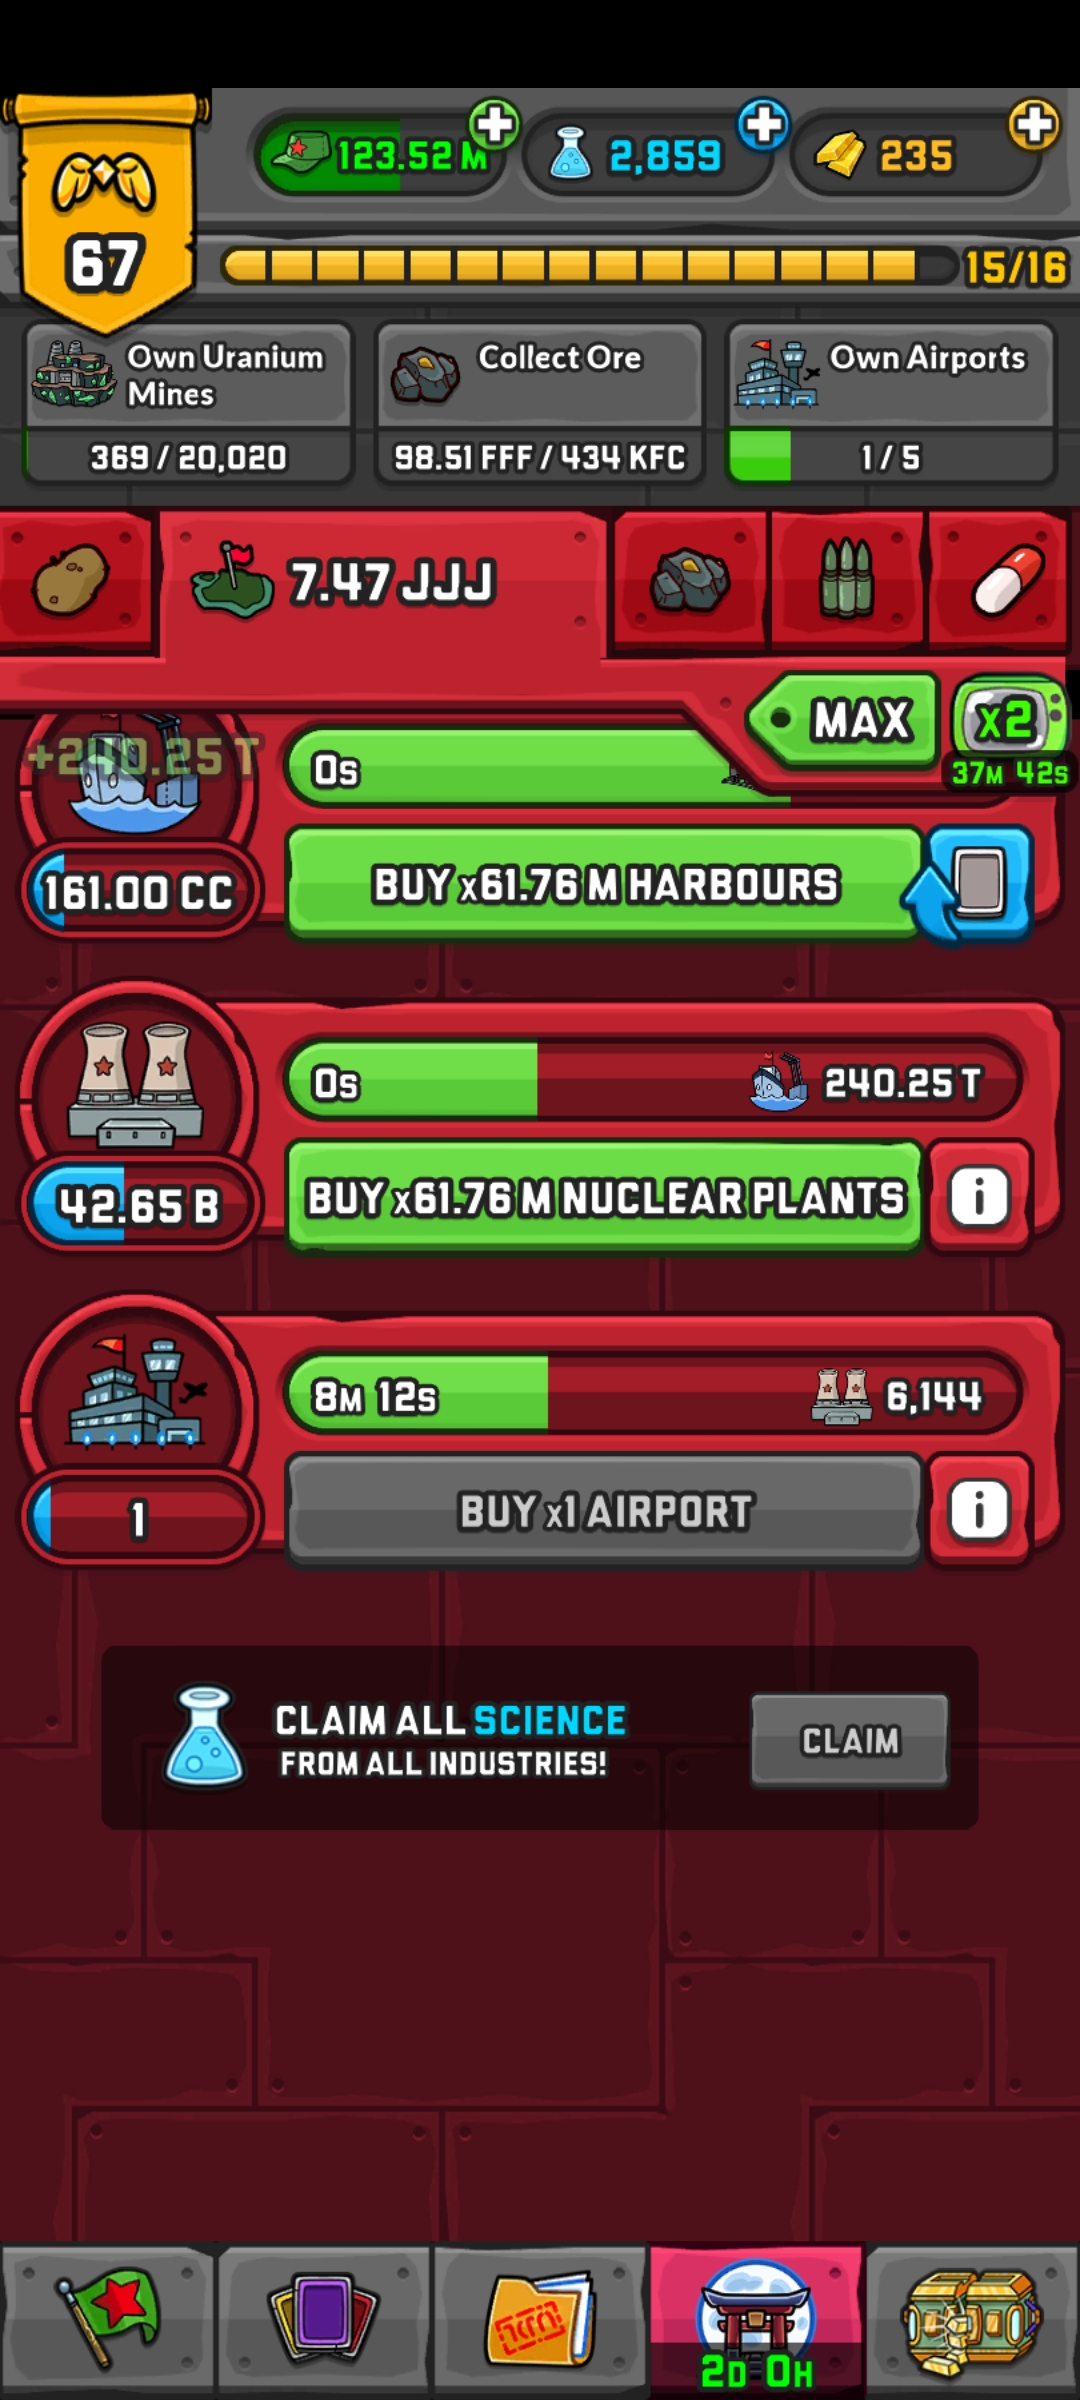 123.52 M
2,859
235
67
15/16
Own Uranium
Mines
Collect Ore
Own Airports
369 / 20,020
98.51 FFF / 434 KFC
1 / 5
7.47 JJJ
MAX
x2
37M 42S
+240.25 T
0s
161.00 CC
BUY x61.76 M HARBOURS
0s
240.25 T
42.65 B
BUY x61.76 M NUCLEAR PLANTS
i
8M 12s
6,144
1
BUY x1 AIRPORT
i
CLAIM ALL SCIENCE
FROM ALL INDUSTRIES!
CLAIM
2D 0H